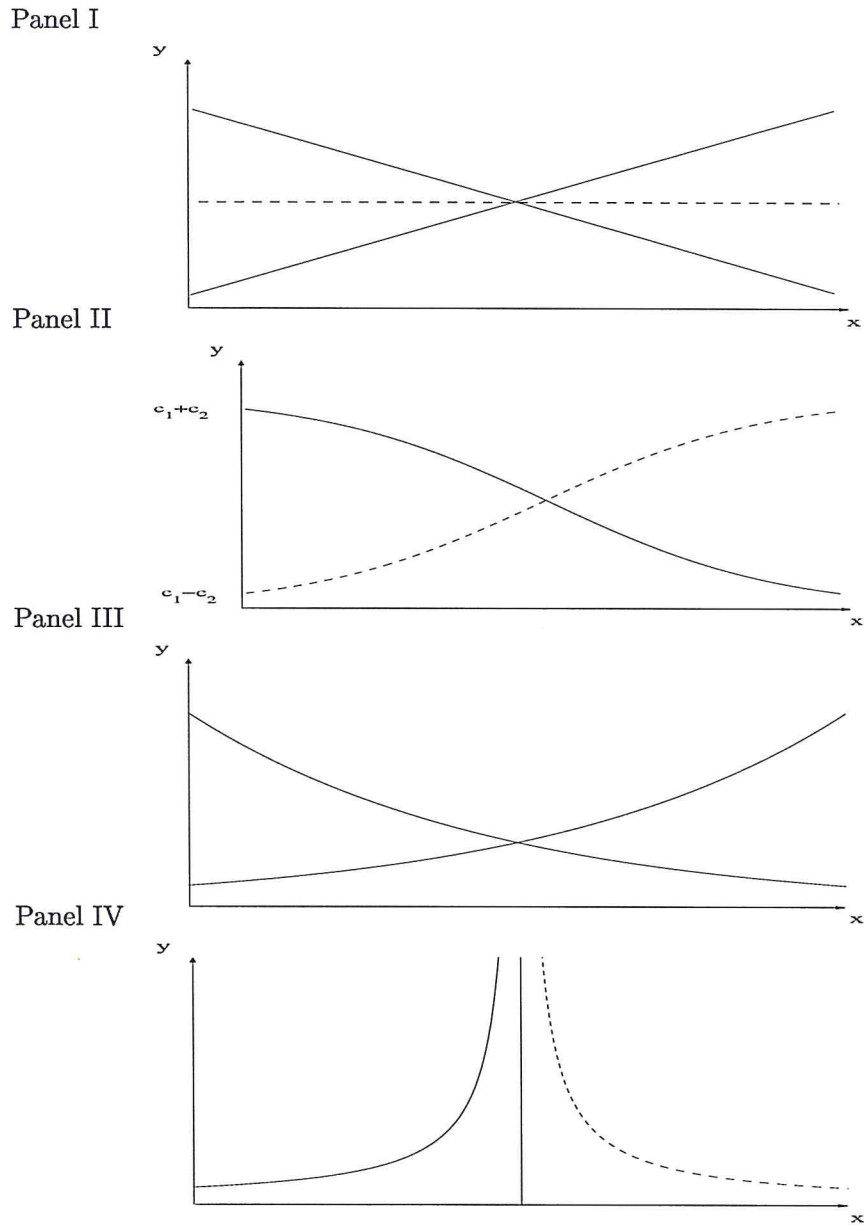 Panel I
y
x
Panel II
y
c₁+c₂
c₁−c₂
x
Panel III
y
x
Panel IV
y
x